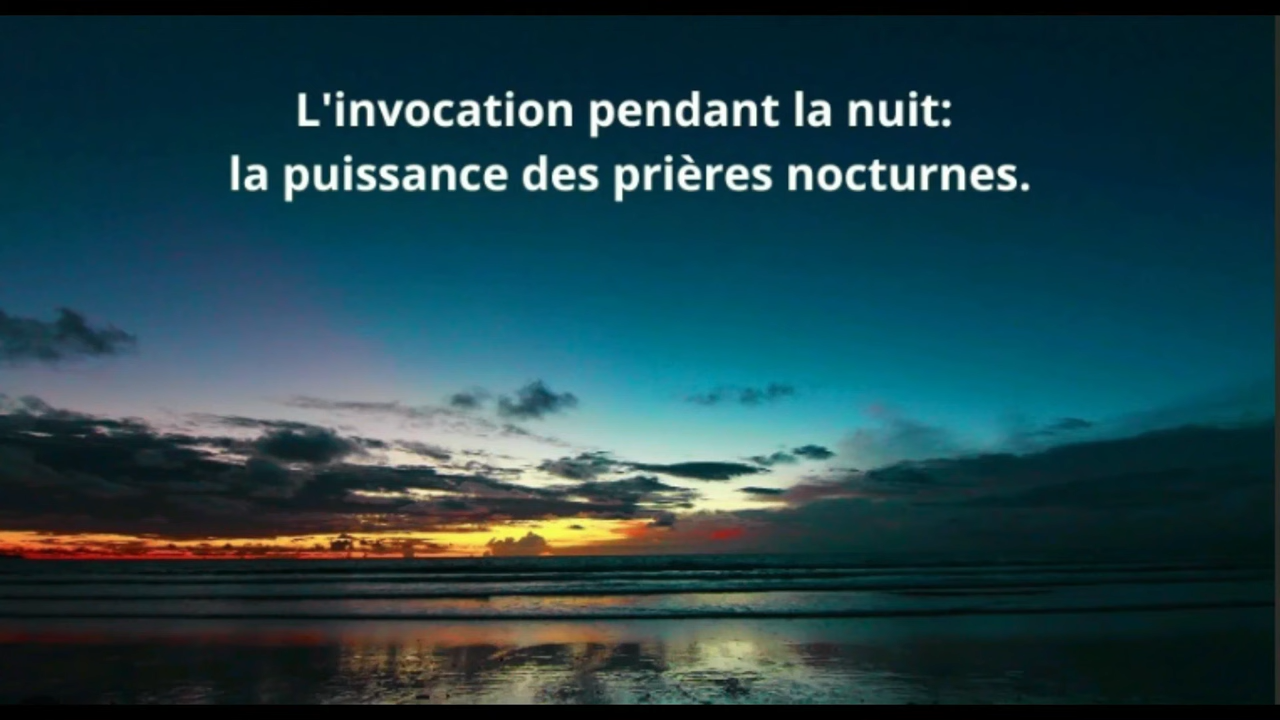 L'invocation pendant la nuit:
la puissance des prières nocturnes.